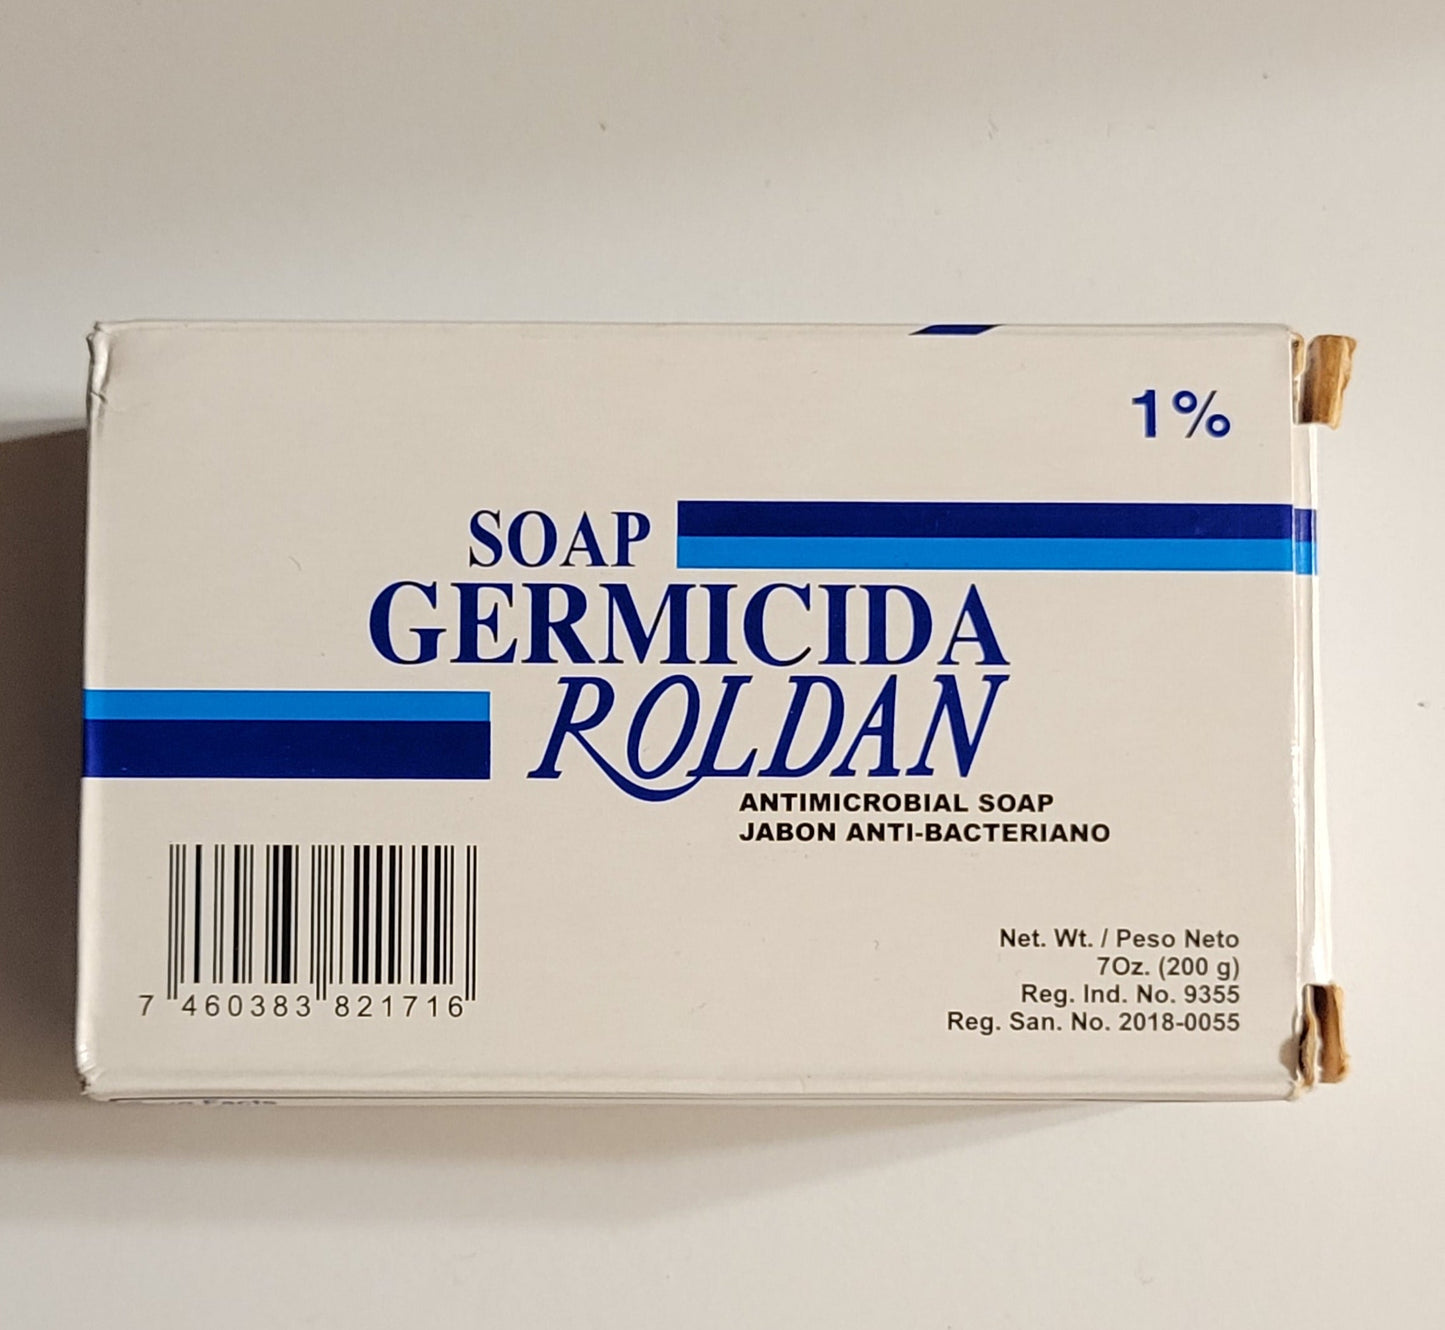 1%
SOAP
GERMICIDA
ROLDAN
ANTIMICROBIAL SOAP
JABON ANTI-BACTERIANO
7 460383 821716
Net. Wt. / Peso Neto
7Oz. (200 g)
Reg. Ind. No. 9355
Reg. San. No. 2018-0055